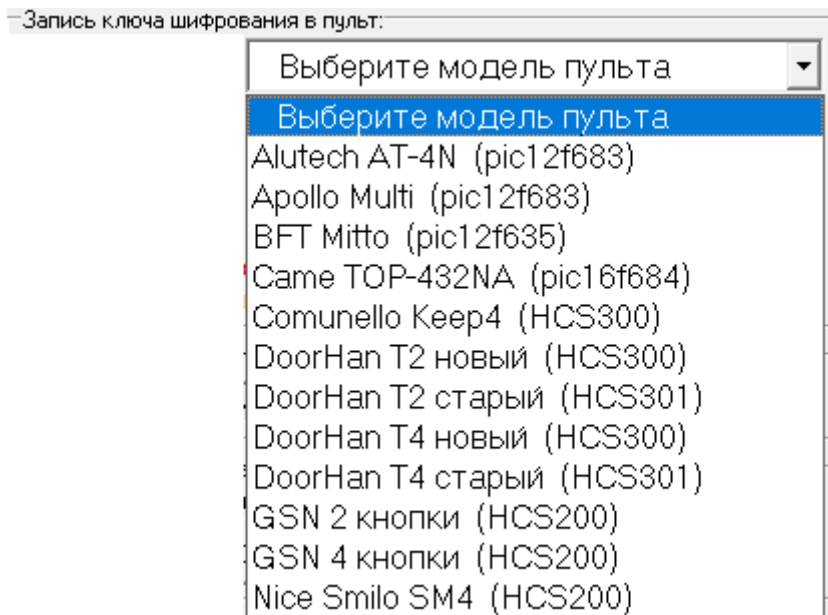 Запись ключа шифрования в пульт:
Выберите модель пульта
Выберите модель пульта
Alutech AT-4N (pic12f683)
Apollo Multi (pic12f683)
BFT Mitto (pic12f635)
Came TOP-432NA (pic16f684)
Comunello Keep4 (HCS300)
DoorHan T2 новый (HCS300)
DoorHan T2 старый (HCS301)
DoorHan T4 новый (HCS300)
DoorHan T4 старый (HCS301)
GSN 2 кнопки (HCS200)
GSN 4 кнопки (HCS200)
Nice Smilo SM4 (HCS200)